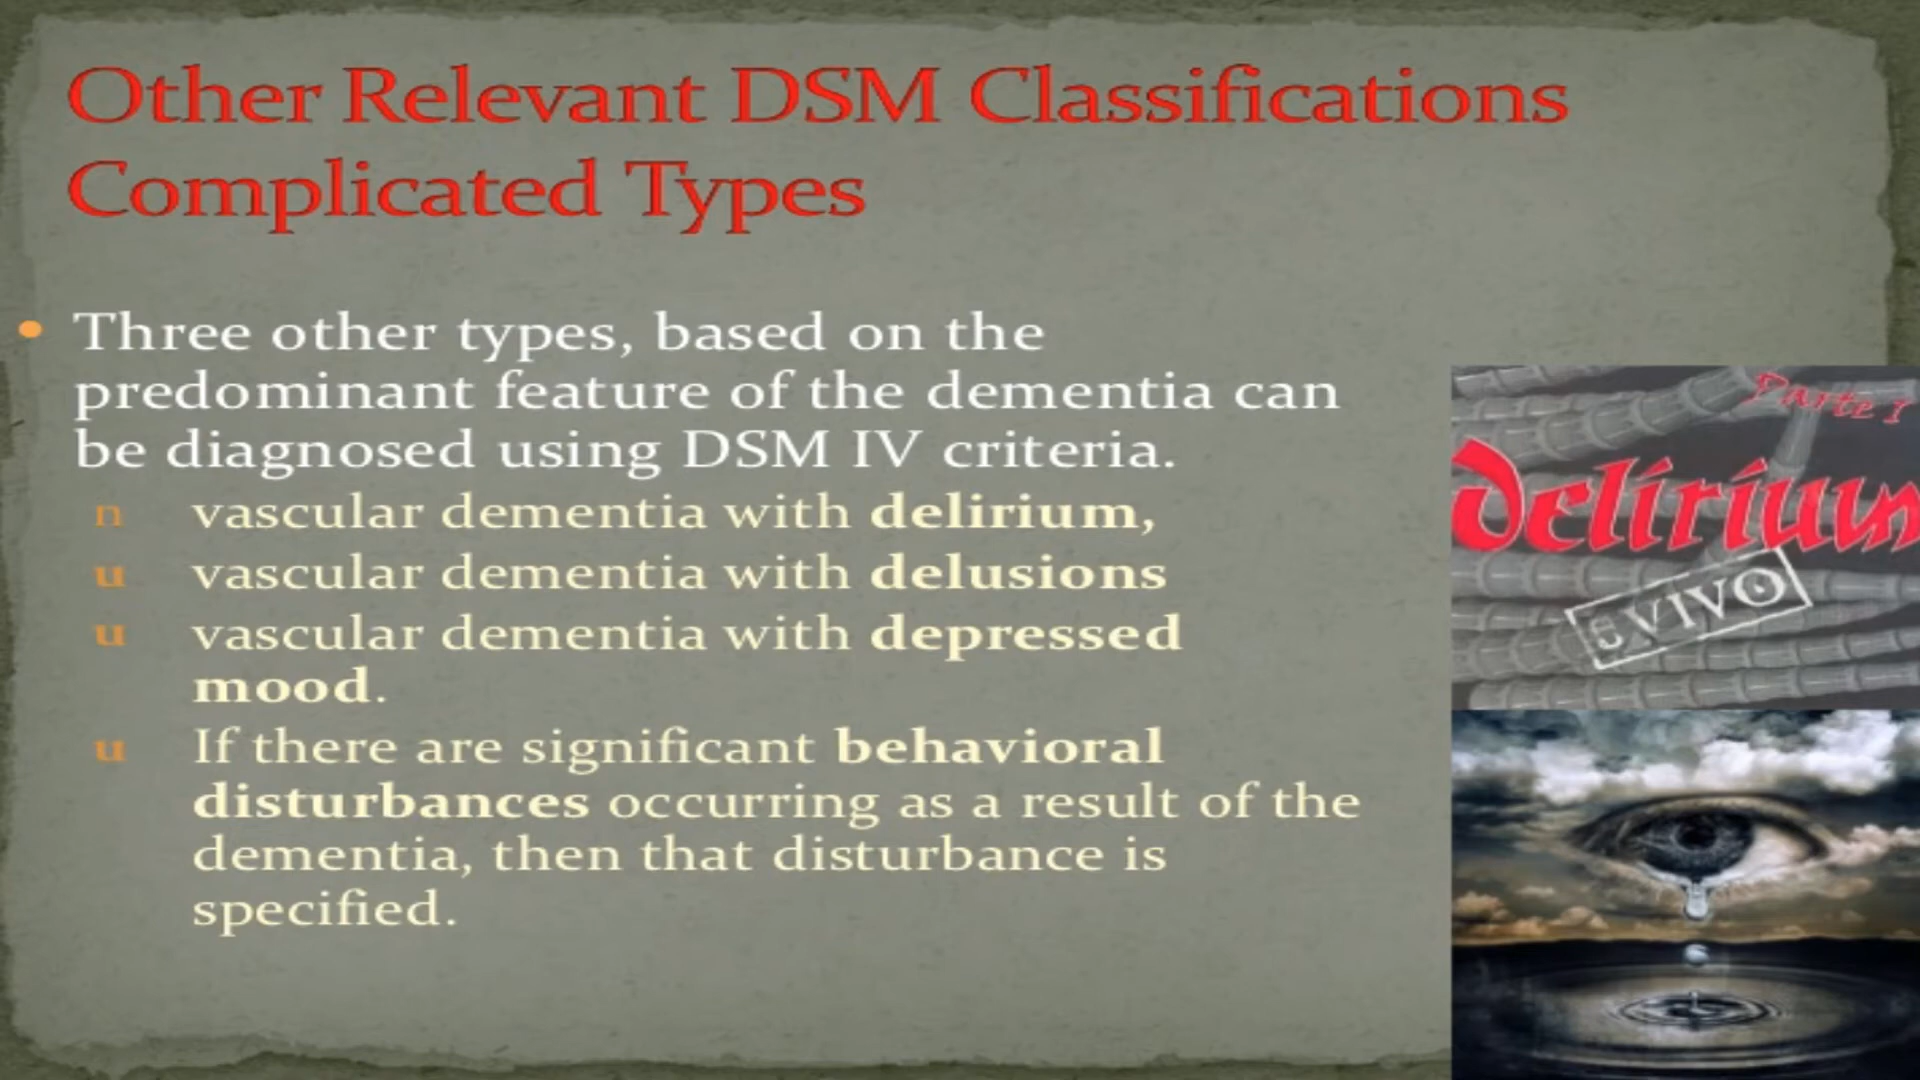 Other Relevant DSM Classifications
Complicated Types
• Three other types, based on the
predominant feature of the dementia can
be diagnosed using DSM IV criteria.
n vascular dementia with delirium,
u vascular dementia with delusions
u vascular dementia with depressed
mood.
u If there are significant behavioral
disturbances occurring as a result of the
dementia, then that disturbance is
specified.
Parte I
delíríum
VIVO